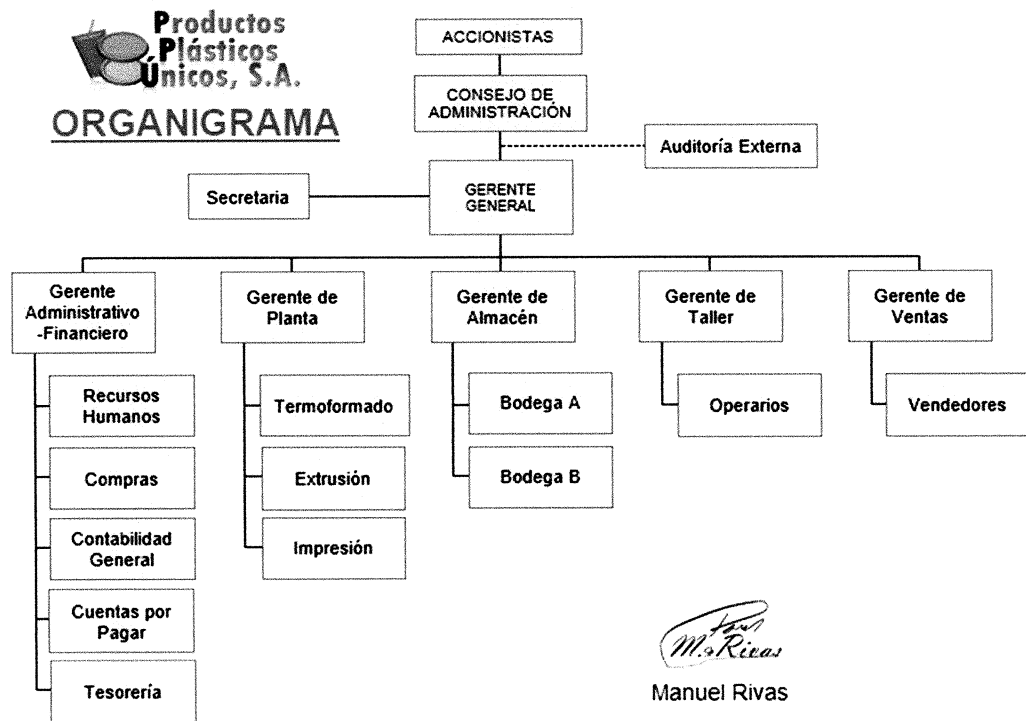 Productos
Plásticos
Únicos, S.A.
ORGANIGRAMA
ACCIONISTAS
CONSEJO DE
ADMINISTRACIÓN
Auditoría Externa
Secretaria
GERENTE
GENERAL
Gerente
Administrativo
-Financiero
Gerente de
Planta
Gerente de
Almacén
Gerente de
Taller
Gerente de
Ventas
Recursos
Humanos
Compras
Contabilidad
General
Cuentas por
Pagar
Tesorería
Termoformado
Extrusión
Impresión
Bodega A
Bodega B
Operarios
Vendedores
M. Rivas
Manuel Rivas